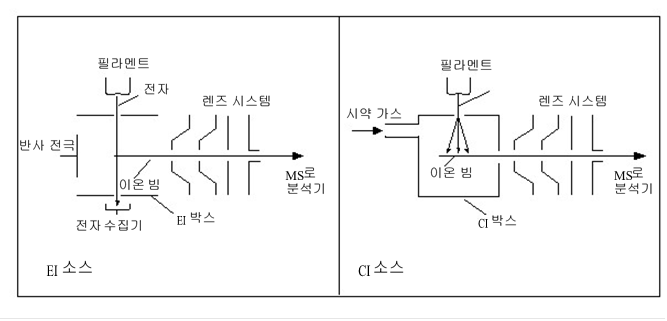 필라멘트
전자
렌즈 시스템
반사 전극
이온 빔
MS로
분석기
EI 박스
전자 수집기
EI 소스
필라멘트
렌즈 시스템
시약 가스
이온 빔
MS로
분석기
CI 박스
CI 소스